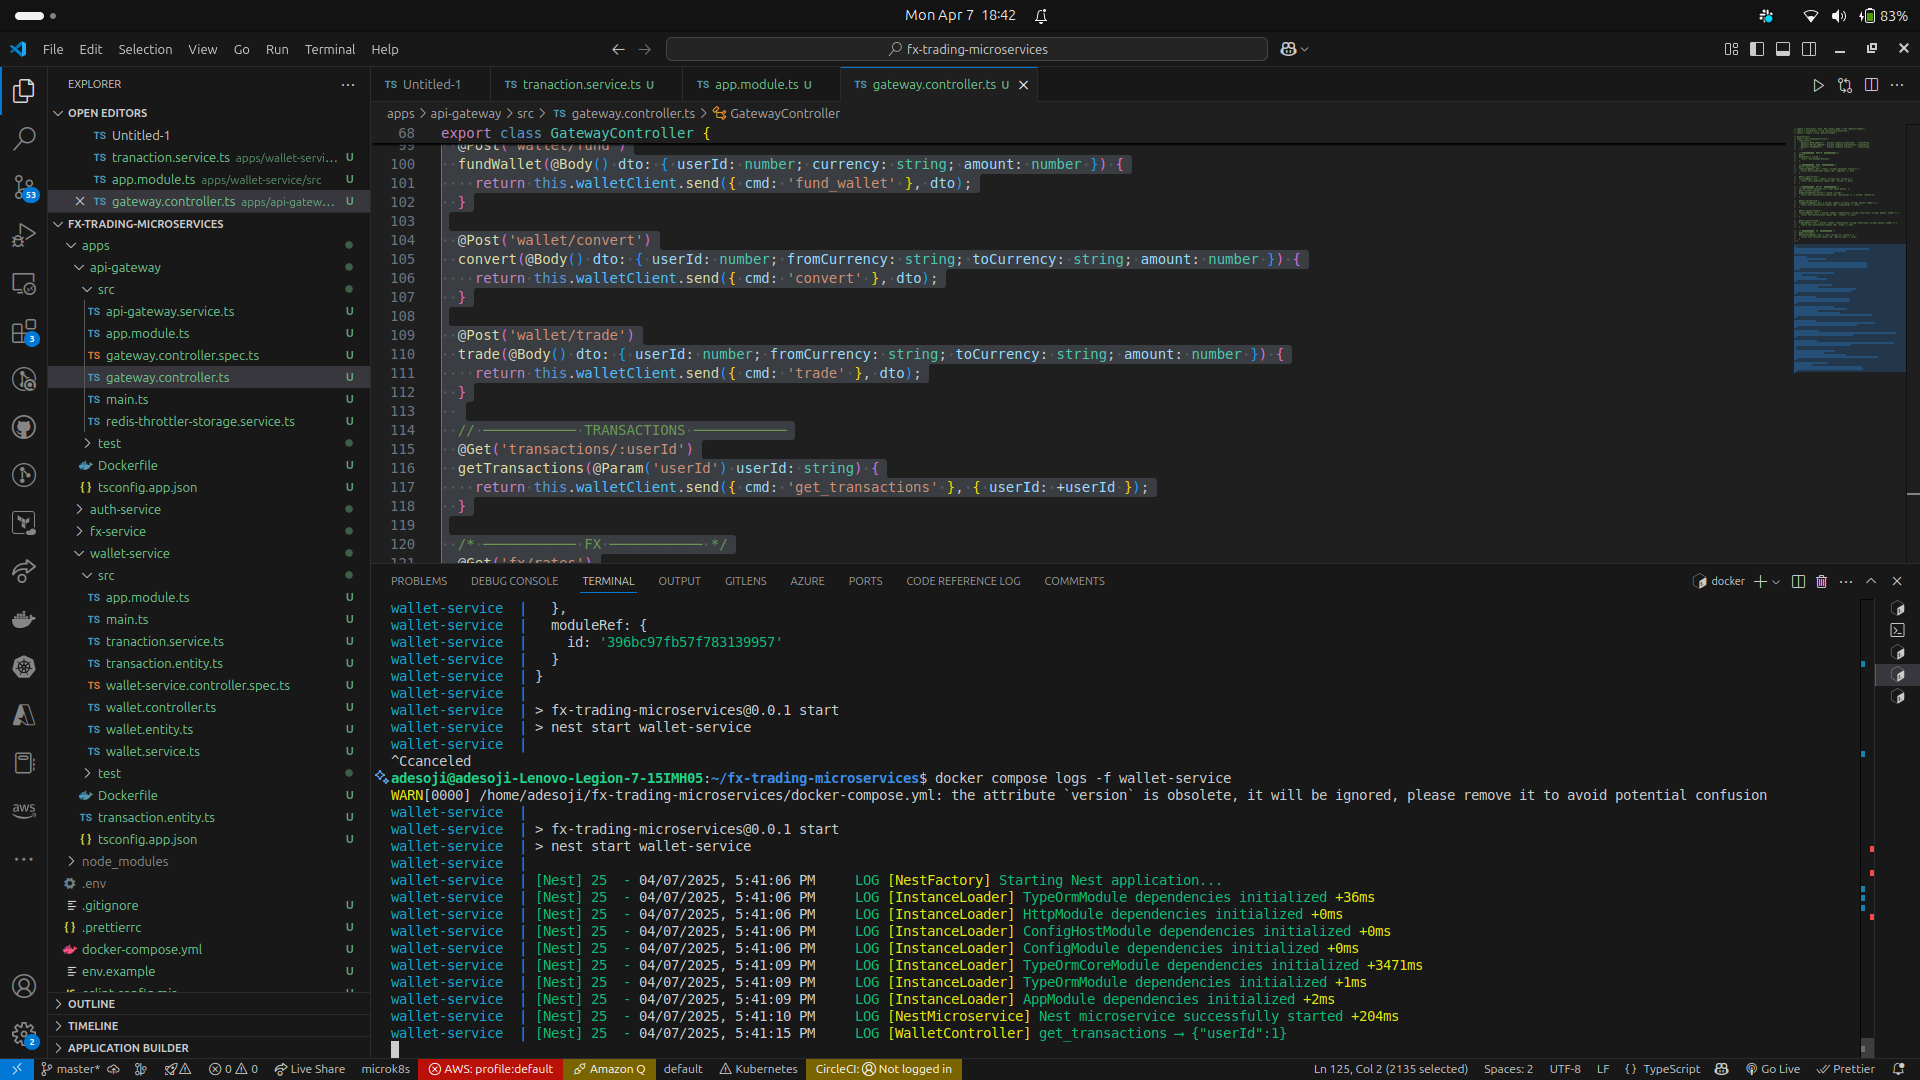 Mon Apr 7 18:42
83%
File Edit Selection View Go Run Terminal Help
fx-trading-microservices
EXPLORER
OPEN EDITORS
TS Untitled-1
TS tranaction.service.ts apps/wallet-servi... U
TS app.module.ts apps/wallet-service/src U
TS gateway.controller.ts apps/api-gatew... U
53
FX-TRADING-MICROSERVICES
apps
api-gateway
src
TS api-gateway.service.ts U
TS app.module.ts U
3
TS gateway.controller.spec.ts U
TS gateway.controller.ts U
TS main.ts U
TS redis-throttler-storage.service.ts U
test
Dockerfile U
{} tsconfig.app.json U
auth-service
fx-service
wallet-service
src
TS app.module.ts U
TS main.ts U
TS tranaction.service.ts U
TS transaction.entity.ts U
TS wallet-service.controller.spec.ts U
TS wallet.controller.ts U
TS wallet.entity.ts U
TS wallet.service.ts U
test
Dockerfile U
aws
TS transaction.entity.ts U
{} tsconfig.app.json U
node_modules
.env
.gitignore U
{} .prettierrc U
docker-compose.yml U
env.example U
OUTLINE
TIMELINE
2
APPLICATION BUILDER
TS Untitled-1
TS tranaction.service.ts U
TS app.module.ts U
TS gateway.controller.ts U
apps > api-gateway > src > TS gateway.controller.ts > GatewayController
68 export class GatewayController {
99 @Post('wallet/fund')
100 fundWallet(@Body() dto: { userId: number; currency: string; amount: number }) {
101 return this.walletClient.send({ cmd: 'fund_wallet' }, dto);
102 }
103
104 @Post('wallet/convert')
105 convert(@Body() dto: { userId: number; fromCurrency: string; toCurrency: string; amount: number }) {
106 return this.walletClient.send({ cmd: 'convert' }, dto);
107 }
108
109 @Post('wallet/trade')
110 trade(@Body() dto: { userId: number; fromCurrency: string; toCurrency: string; amount: number }) {
111 return this.walletClient.send({ cmd: 'trade' }, dto);
112 }
113
114 // ─────────── TRANSACTIONS ───────────
115 @Get('transactions/:userId')
116 getTransactions(@Param('userId') userId: string) {
117 return this.walletClient.send({ cmd: 'get_transactions' }, { userId: +userId });
118 }
119
120 /* ─────────── FX ─────────── */
121 @Get('fx/rates')
PROBLEMS DEBUG CONSOLE TERMINAL OUTPUT GITLENS AZURE PORTS CODE REFERENCE LOG COMMENTS
docker
wallet-service | },
wallet-service | moduleRef: {
wallet-service | id: '396bc97fb57f783139957'
wallet-service | }
wallet-service | }
wallet-service |
wallet-service | > fx-trading-microservices@0.0.1 start
wallet-service | > nest start wallet-service
wallet-service |
^Ccanceled
adesoji@adesoji-Lenovo-Legion-7-15IMH05:~/fx-trading-microservices$ docker compose logs -f wallet-service
WARN[0000] /home/adesoji/fx-trading-microservices/docker-compose.yml: the attribute `version` is obsolete, it will be ignored, please remove it to avoid potential confusion
wallet-service |
wallet-service | > fx-trading-microservices@0.0.1 start
wallet-service | > nest start wallet-service
wallet-service |
wallet-service | [Nest] 25 - 04/07/2025, 5:41:06 PM LOG [NestFactory] Starting Nest application...
wallet-service | [Nest] 25 - 04/07/2025, 5:41:06 PM LOG [InstanceLoader] TypeOrmModule dependencies initialized +36ms
wallet-service | [Nest] 25 - 04/07/2025, 5:41:06 PM LOG [InstanceLoader] HttpModule dependencies initialized +0ms
wallet-service | [Nest] 25 - 04/07/2025, 5:41:06 PM LOG [InstanceLoader] ConfigHostModule dependencies initialized +0ms
wallet-service | [Nest] 25 - 04/07/2025, 5:41:06 PM LOG [InstanceLoader] ConfigModule dependencies initialized +0ms
wallet-service | [Nest] 25 - 04/07/2025, 5:41:09 PM LOG [InstanceLoader] TypeOrmCoreModule dependencies initialized +3471ms
wallet-service | [Nest] 25 - 04/07/2025, 5:41:09 PM LOG [InstanceLoader] TypeOrmModule dependencies initialized +1ms
wallet-service | [Nest] 25 - 04/07/2025, 5:41:09 PM LOG [InstanceLoader] AppModule dependencies initialized +2ms
wallet-service | [Nest] 25 - 04/07/2025, 5:41:10 PM LOG [NestMicroservice] Nest microservice successfully started +204ms
wallet-service | [Nest] 25 - 04/07/2025, 5:41:15 PM LOG [WalletController] get_transactions → {"userId":1}
master* 0 0 Live Share microk8s AWS: profile:default Amazon Q default Kubernetes CircleCI: Not logged in Ln 125, Col 2 (2135 selected) Spaces: 2 UTF-8 LF {} TypeScript Go Live Prettier